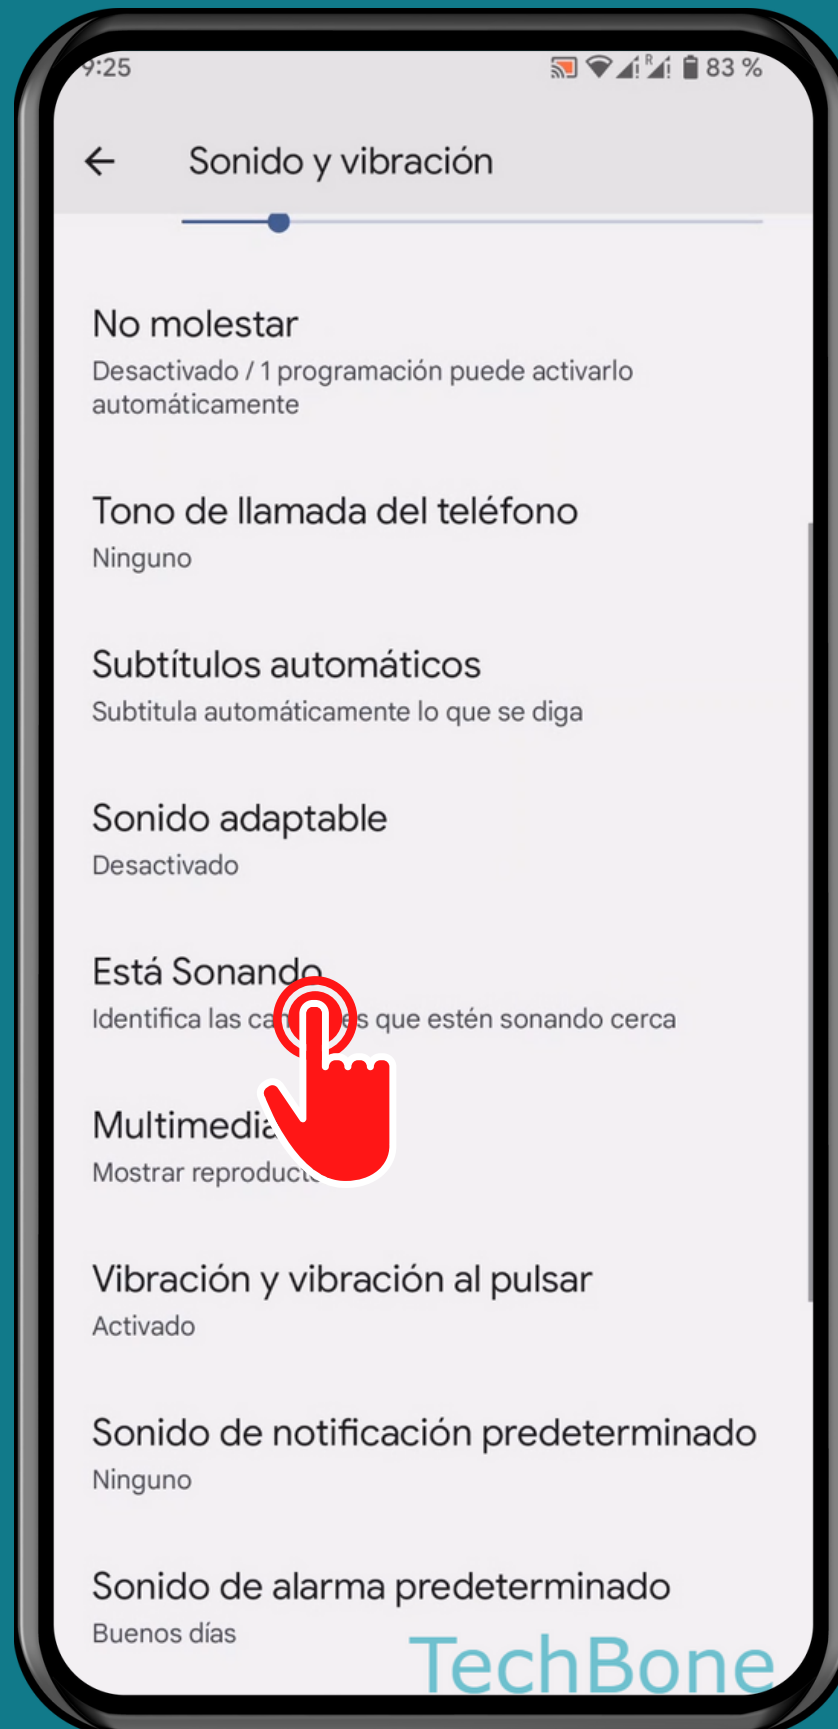 9:25 R 83 %
Sonido y vibración
No molestar
Desactivado / 1 programación puede activarlo
automáticamente
Tono de llamada del teléfono
Ninguno
Subtítulos automáticos
Subtitula automáticamente lo que se diga
Sonido adaptable
Desactivado
Está Sonando
Identifica las que estén sonando cerca
Multimedia
Mostrar
Vibración y vibración al pulsar
Activado
Sonido de notificación predeterminado
Ninguno
Sonido de alarma predeterminado
Buenos días
TechBone